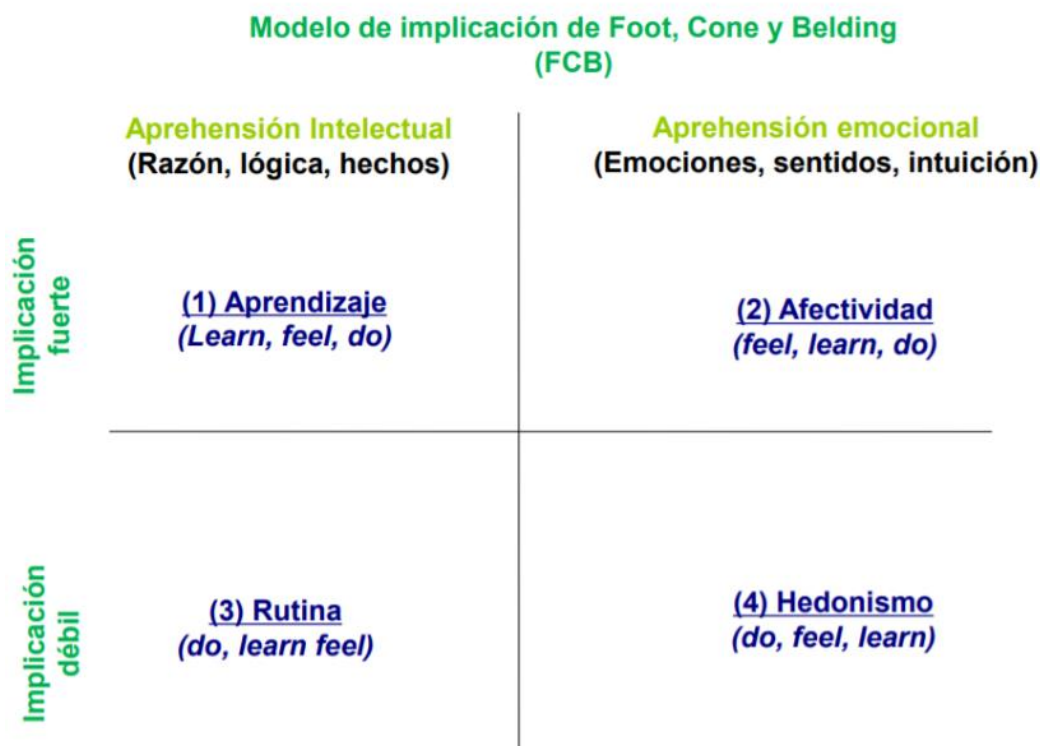 Modelo de implicación de Foot, Cone y Belding
(FCB)
Aprehensión Intelectual
(Razón, lógica, hechos)
Aprehensión emocional
(Emociones, sentidos, intuición)
Implicación
fuerte
(1) Aprendizaje
(Learn, feel, do)
(2) Afectividad
(feel, learn, do)
Implicación
débil
(3) Rutina
(do, learn feel)
(4) Hedonismo
(do, feel, learn)